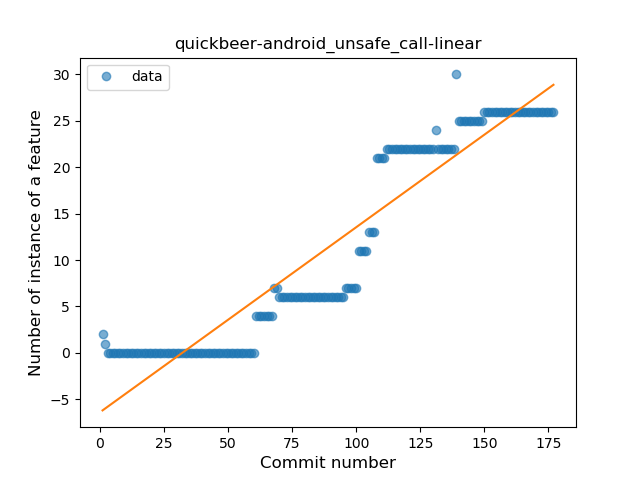 quickbeer-android_unsafe_call-linear
data
30
25
20
15
10
5
0
−5
Number of instance of a feature
0 25 50 75 100 125 150 175
Commit number